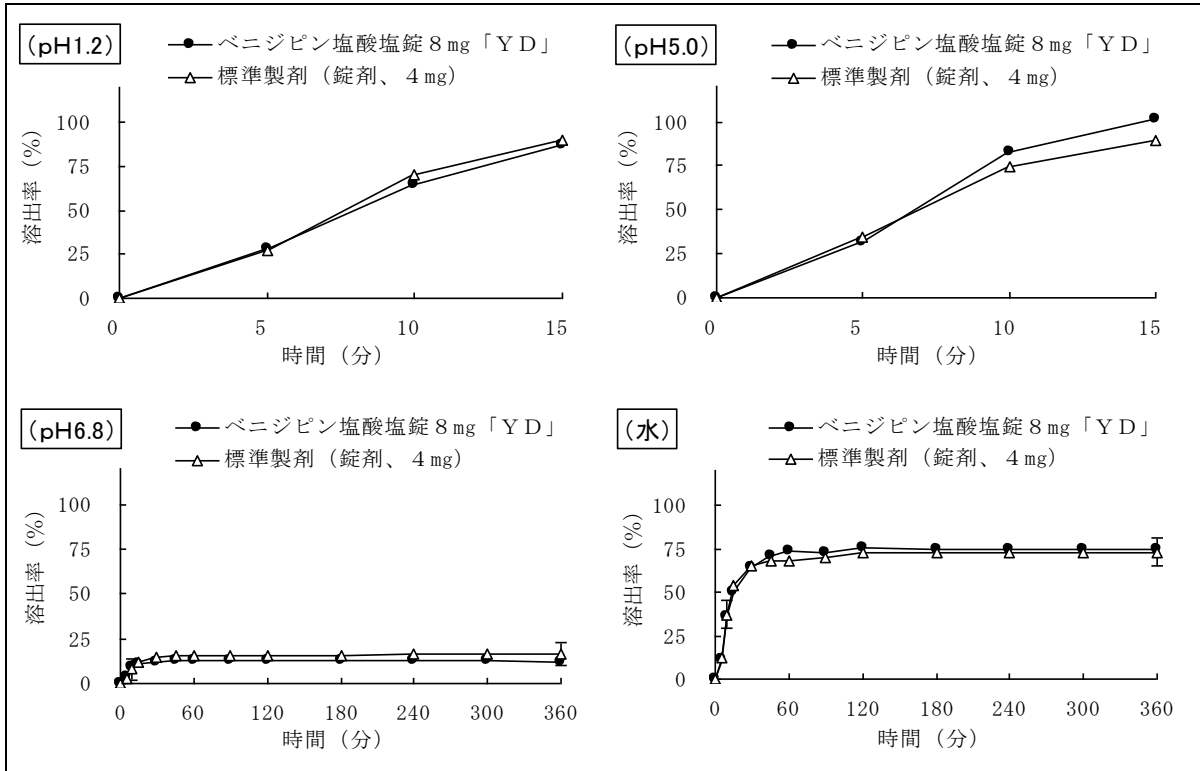 (pH1.2)
ベニジピン塩酸塩錠8mg「YD」
標準製剤(錠剤、4mg)
溶出率(%)
100
75
50
25
0
0 5 10 15
時間(分)
(pH5.0)
ベニジピン塩酸塩錠8mg「YD」
標準製剤(錠剤、4mg)
溶出率(%)
100
75
50
25
0
0 5 10 15
時間(分)
(pH6.8)
ベニジピン塩酸塩錠8mg「YD」
標準製剤(錠剤、4mg)
溶出率(%)
100
75
50
25
0
0 60 120 180 240 300 360
時間(分)
(水)
ベニジピン塩酸塩錠8mg「YD」
標準製剤(錠剤、4mg)
溶出率(%)
100
75
50
25
0
0 60 120 180 240 300 360
時間(分)